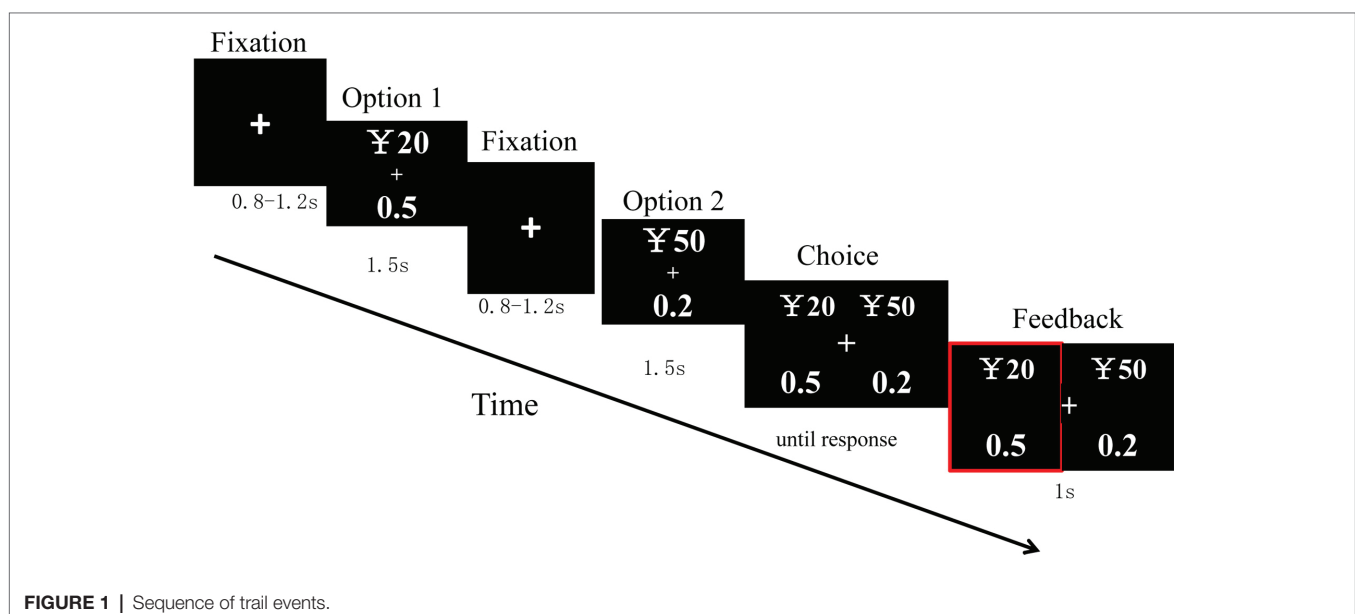 Fixation
+
0.8-1.2s
Option 1
¥20
+
0.5
1.5s
Fixation
+
0.8-1.2s
Option 2
¥50
+
0.2
1.5s
Choice
¥20 ¥50
+
0.5 0.2
until response
Feedback
¥20 ¥50
+
0.5 0.2
1s
Time
FIGURE 1 | Sequence of trail events.